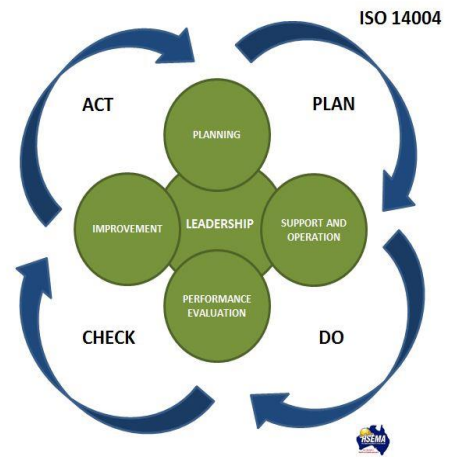 ISO 14004
ACT
PLAN
PLANNING
IMPROVEMENT
LEADERSHIP
SUPPORT AND
OPERATION
PERFORMANCE
EVALUATION
CHECK
DO
HSEMA